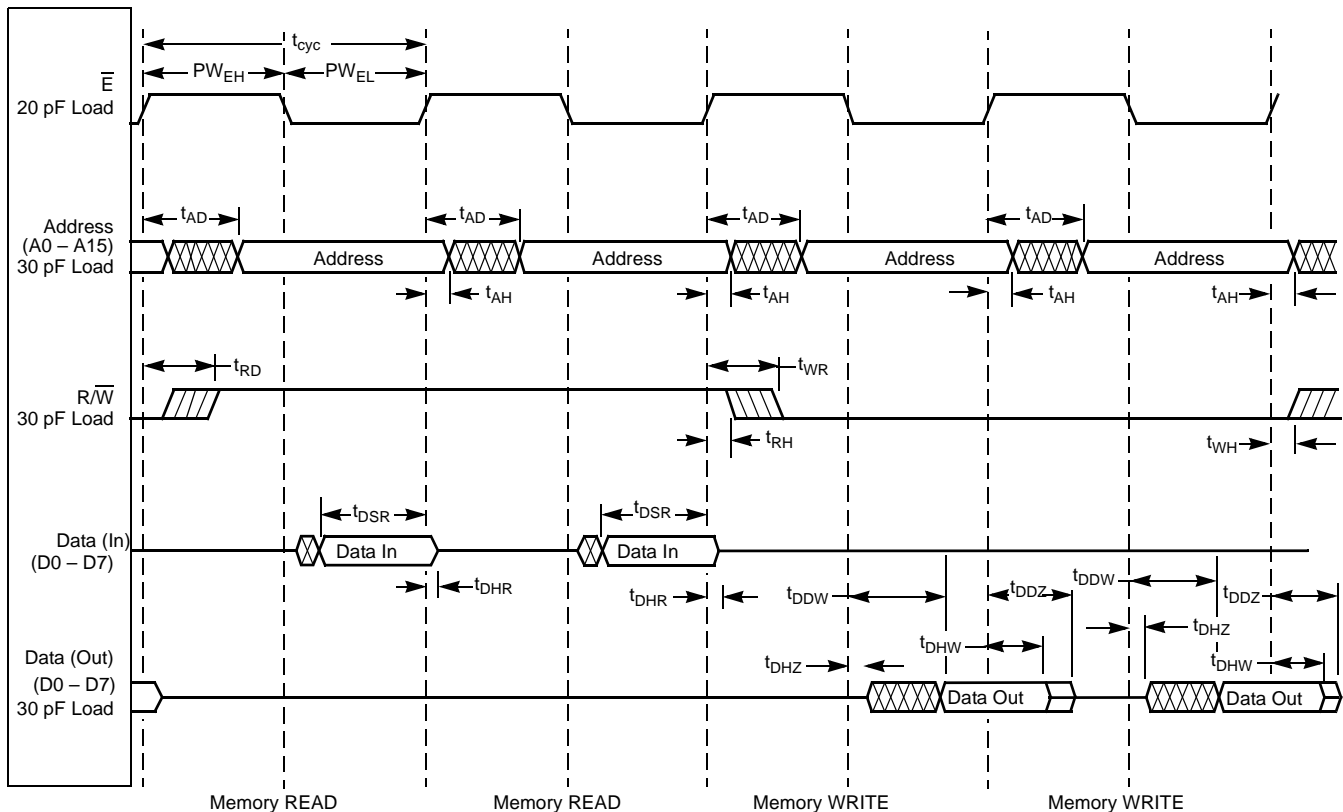 tcyc
PWEH PWEL
E
20 pF Load
tAD tAD tAD tAD
Address
(A0 – A15)
30 pF Load
Address Address Address Address
tAH tAH tAH tAH
tRD tWR
R/W
30 pF Load
tRH tWH
tDSR tDSR
Data (In)
(D0 – D7)
Data In Data In
tDHR tDHR tDDW tDDZ tDDW tDDZ
tDHZ tDHW tDHZ tDHW
Data (Out)
(D0 – D7)
30 pF Load
Data Out Data Out
Memory READ Memory READ Memory WRITE Memory WRITE